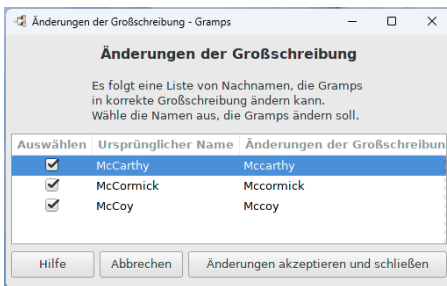 Änderungen der Großschreibung - Gramps
Änderungen der Großschreibung
Es folgt eine Liste von Nachnamen, die Gramps
in korrekte Großschreibung ändern kann.
Wähle die Namen aus, die Gramps ändern soll.
Auswählen Ursprünglicher Name Änderungen der Großschreibun
McCarthy Mccarthy
McCormick Mccormick
McCoy Mccoy
Hilfe Abbrechen Änderungen akzeptieren und schließen